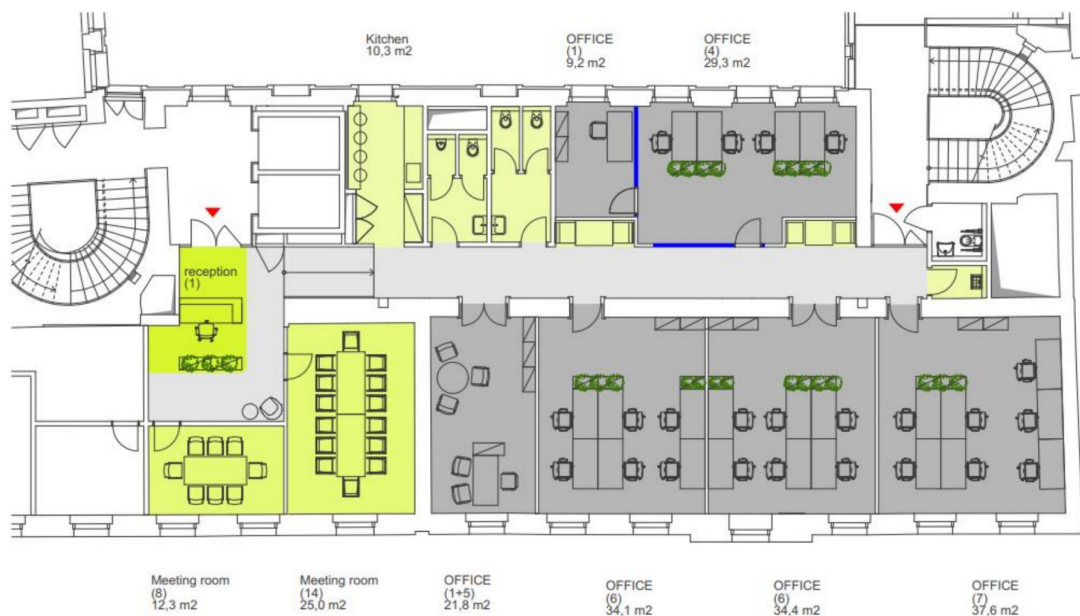 Kitchen
10,3 m2
OFFICE
(1)
9,2 m2
OFFICE
(4)
29,3 m2
reception
(1)
Meeting room
(8)
12,3 m2
Meeting room
(14)
25,0 m2
OFFICE
(1+5)
21,8 m2
OFFICE
(6)
34,1 m2
OFFICE
(6)
34,4 m2
OFFICE
(7)
37,6 m2